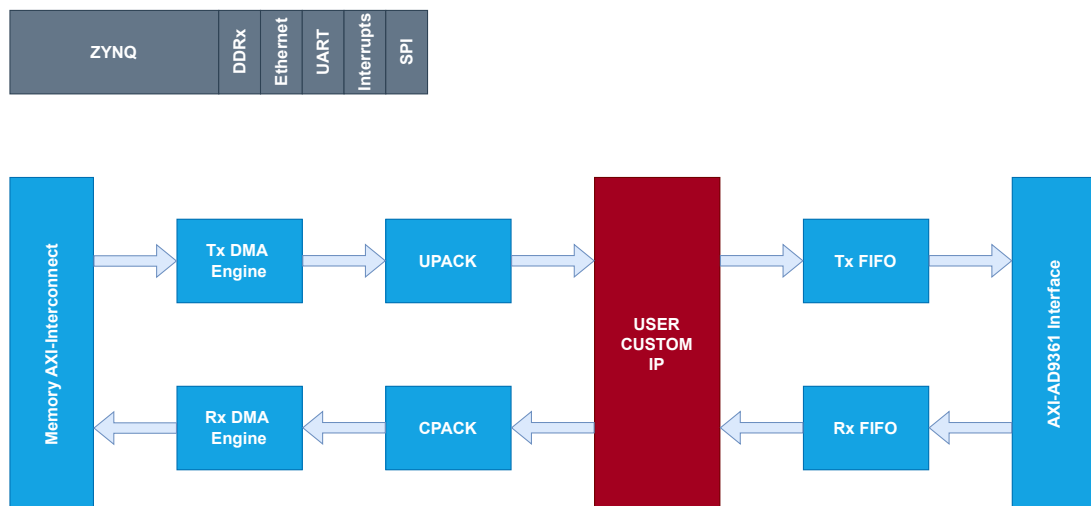 ZYNQ
DDRx
Ethernet
UART
Interrupts
SPI
Memory AXI-Interconnect
Tx DMA
Engine
UPACK
USER
CUSTOM
IP
Tx FIFO
AXI-AD9361 Interface
Rx DMA
Engine
CPACK
Rx FIFO